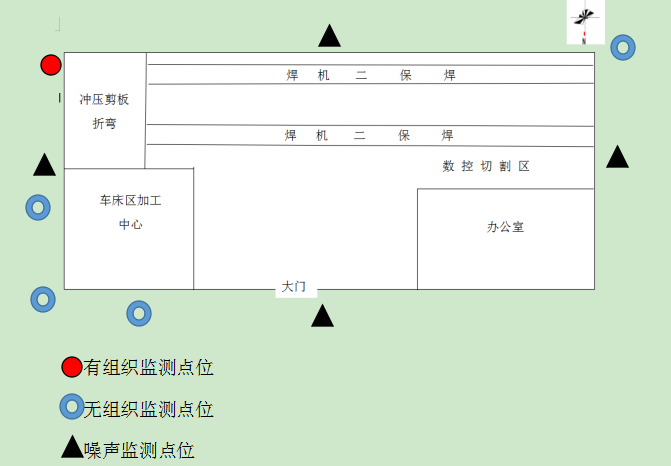 N
焊 机 二 保 焊
冲压剪板
折弯
焊 机 二 保 焊
数 控 切 割 区
车床区加工
中心
办公室
大门
有组织监测点位
无组织监测点位
噪声监测点位